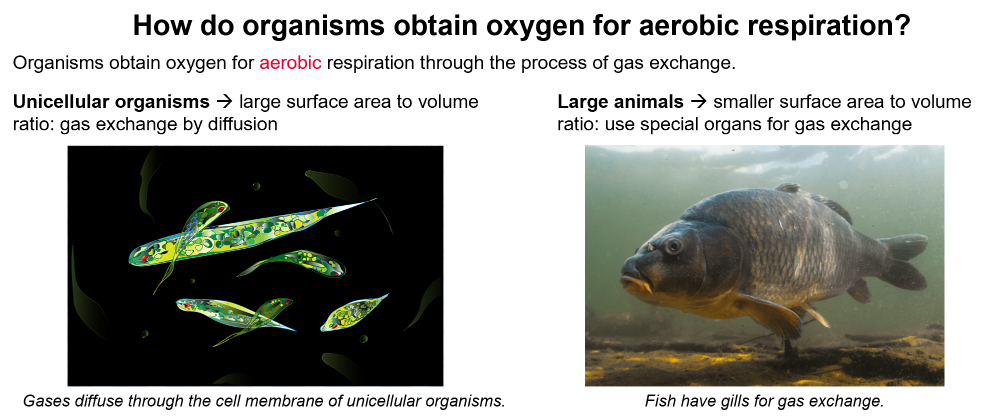 How do organisms obtain oxygen for aerobic respiration?
Organisms obtain oxygen for aerobic respiration through the process of gas exchange.
Unicellular organisms → large surface area to volume
ratio: gas exchange by diffusion
Large animals → smaller surface area to volume
ratio: use special organs for gas exchange
Gases diffuse through the cell membrane of unicellular organisms.
Fish have gills for gas exchange.